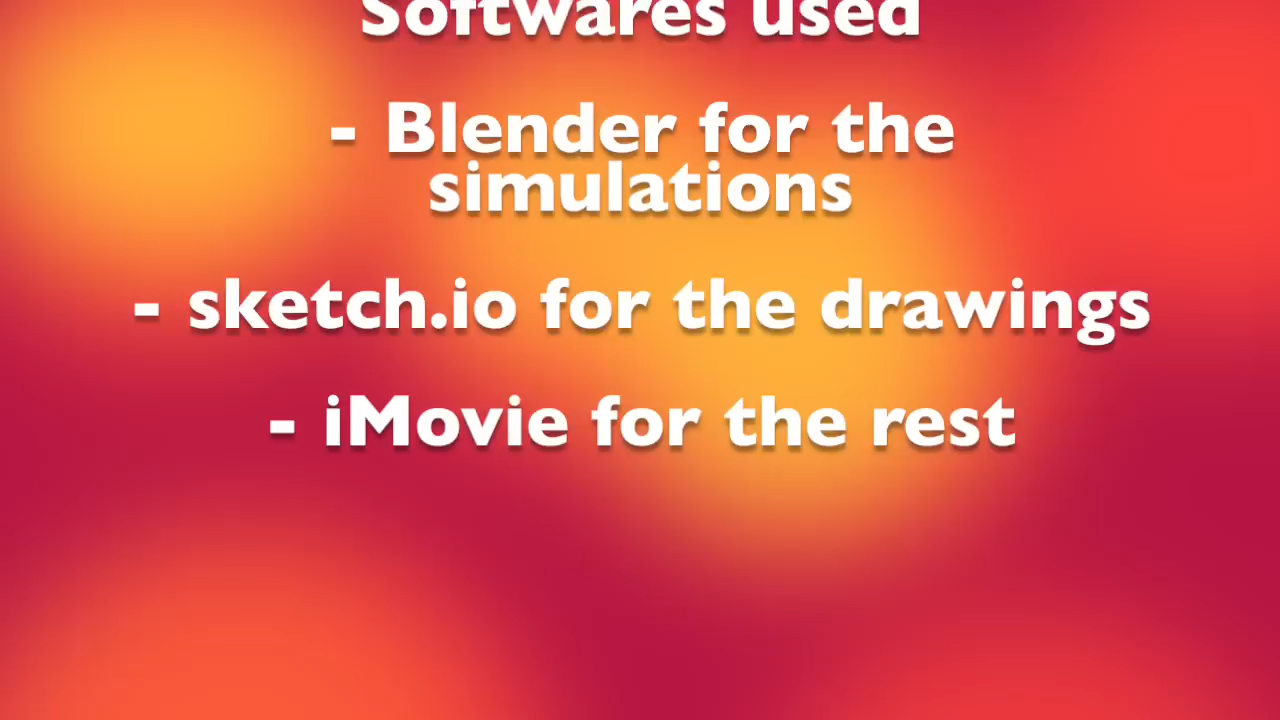 Softwares used
- Blender for the
simulations
- sketch.io for the drawings
- iMovie for the rest